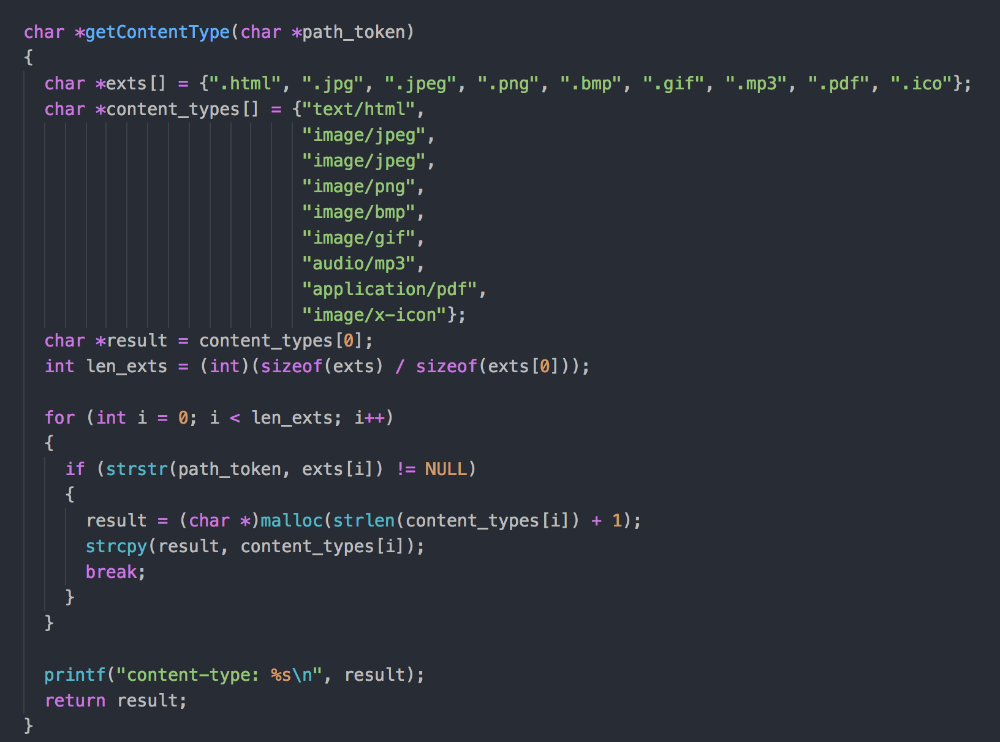 char *getContentType(char *path_token)
{
  char *exts[] = {".html", ".jpg", ".jpeg", ".png", ".bmp", ".gif", ".mp3", ".pdf", ".ico"};
  char *content_types[] = {"text/html",
                           "image/jpeg",
                           "image/jpeg",
                           "image/png",
                           "image/bmp",
                           "image/gif",
                           "audio/mp3",
                           "application/pdf",
                           "image/x-icon"};
  char *result = content_types[0];
  int len_exts = (int)(sizeof(exts) / sizeof(exts[0]));

  for (int i = 0; i < len_exts; i++)
  {
    if (strstr(path_token, exts[i]) != NULL)
    {
      result = (char *)malloc(strlen(content_types[i]) + 1);
      strcpy(result, content_types[i]);
      break;
    }
  }

  printf("content-type: %s\n", result);
  return result;
}